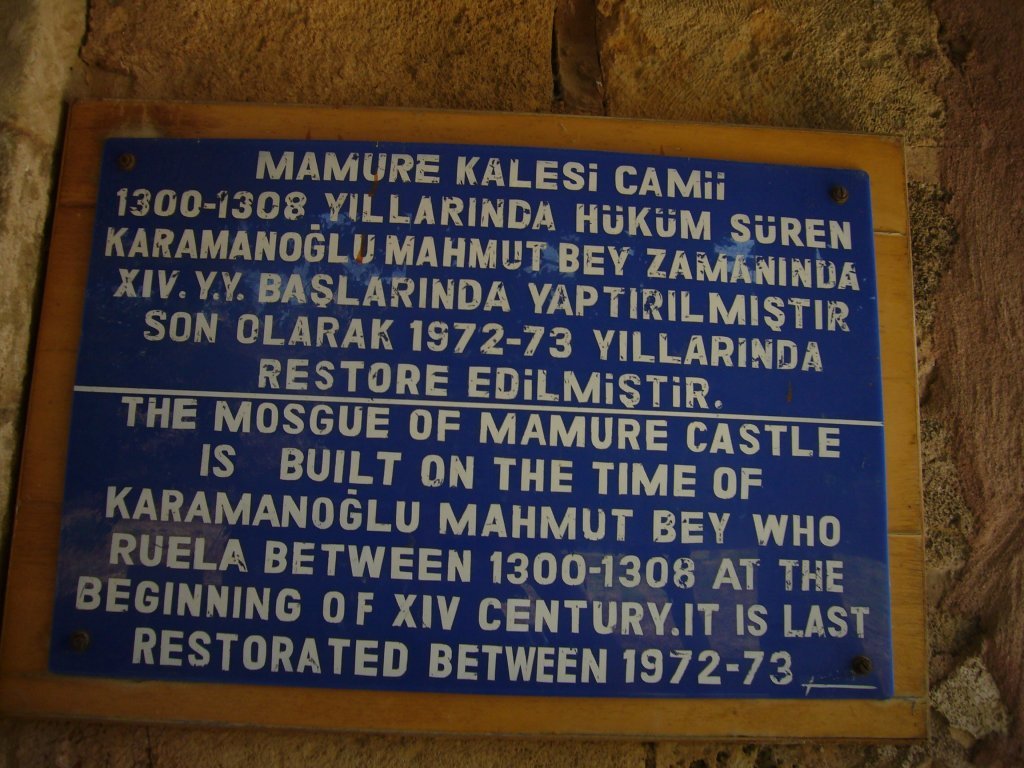 MAMURE KALESİ CAMİİ
1300-1308 YILLARINDA HÜKÜM SÜREN
KARAMANOĞLU MAHMUT BEY ZAMANINDA
XIV. Y.Y. BAŞLARINDA YAPTIRILMIŞTIR
SON OLARAK 1972-73 YILLARINDA
RESTORE EDİLMİŞTİR.
THE MOSGUE OF MAMURE CASTLE
IS BUILT ON THE TIME OF
KARAMANOĞLU MAHMUT BEY WHO
RUELA BETWEEN 1300-1308 AT THE
BEGINNING OF XIV CENTURY.IT IS LAST
RESTORATED BETWEEN 1972-73